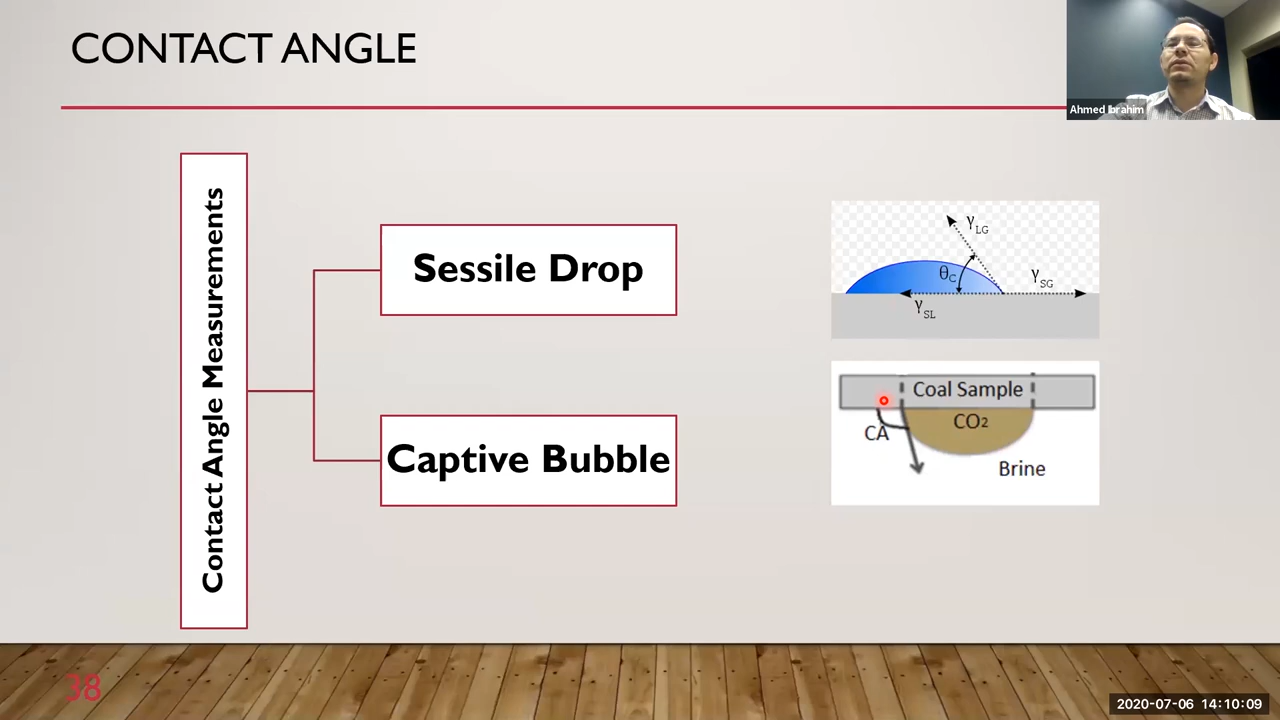 CONTACT ANGLE
Ahmed Ibrahim
Contact Angle Measurements
Sessile Drop
Captive Bubble
γLG
θC
γSG
γSL
Coal Sample
CO2
CA
Brine
38
2020-07-06 14:10:09